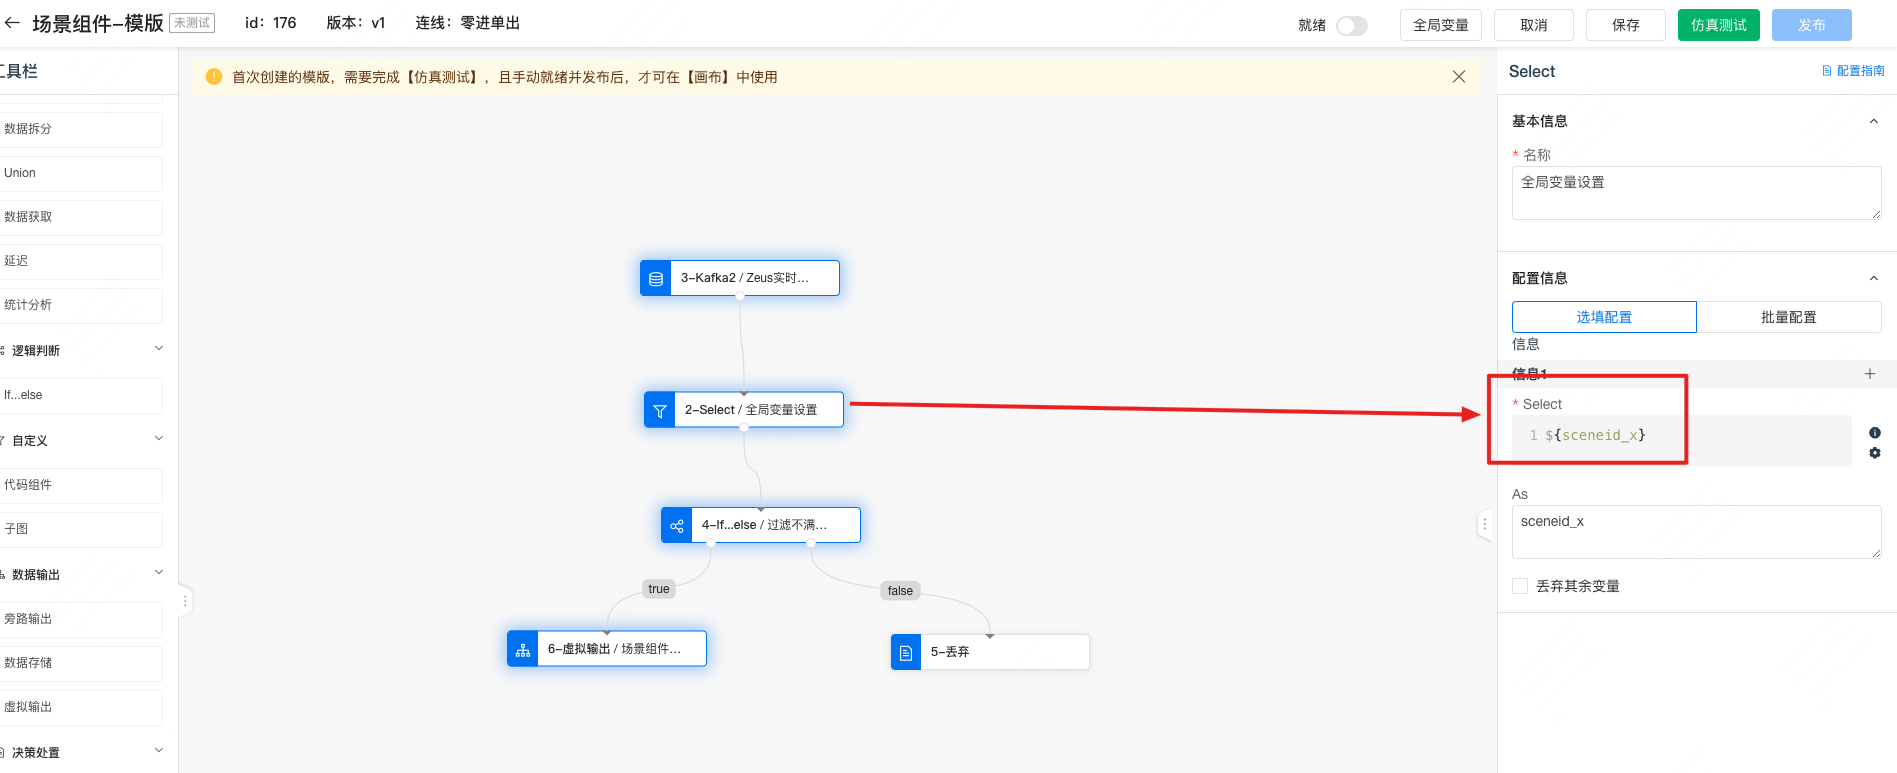 场景组件-模版 未测试 id：176 版本：v1 连线：零进单出 就绪 全局变量 取消 保存 仿真测试 发布
工具栏
数据拆分
Union
数据获取
延迟
统计分析
逻辑判断
If...else
自定义
代码组件
子图
数据输出
旁路输出
数据存储
虚拟输出
决策处置
首次创建的模版，需要完成【仿真测试】，且手动就绪并发布后，才可在【画布】中使用
3-Kafka2 / Zeus实时...
2-Select / 全局变量设置
4-If...else / 过滤不满...
true
false
6-虚拟输出 / 场景组件...
5-丢弃
Select 配置指南
基本信息
* 名称
全局变量设置
配置信息
选填配置 批量配置
信息
信息1
* Select
1 ${sceneid_x}
As
sceneid_x
丢弃其余变量